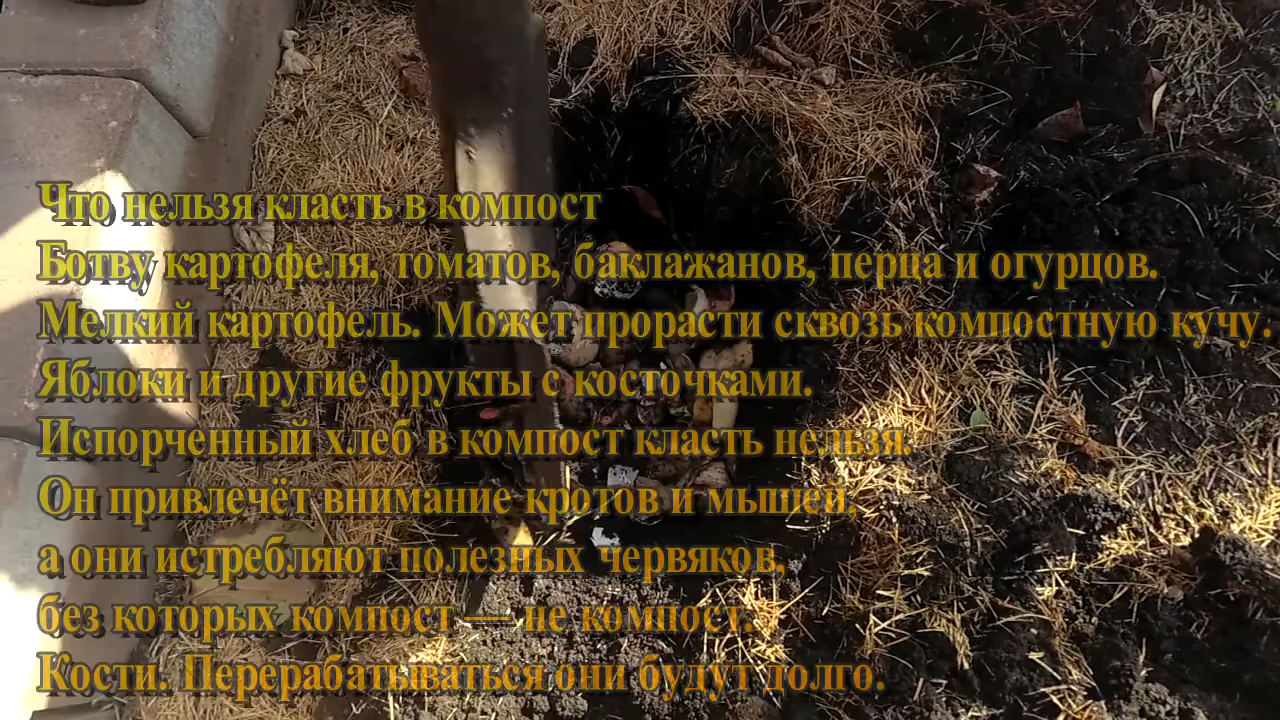 Что нельзя класть в компост
Ботву картофеля, томатов, баклажанов, перца и огурцов.
Мелкий картофель. Может прорасти сквозь компостную кучу.
Яблоки и другие фрукты с косточками.
Испорченный хлеб в компост класть нельзя.
Он привлечёт внимание кротов и мышей,
а они истребляют полезных червяков,
без которых компост — не компост.
Кости. Перерабатываться они будут долго.